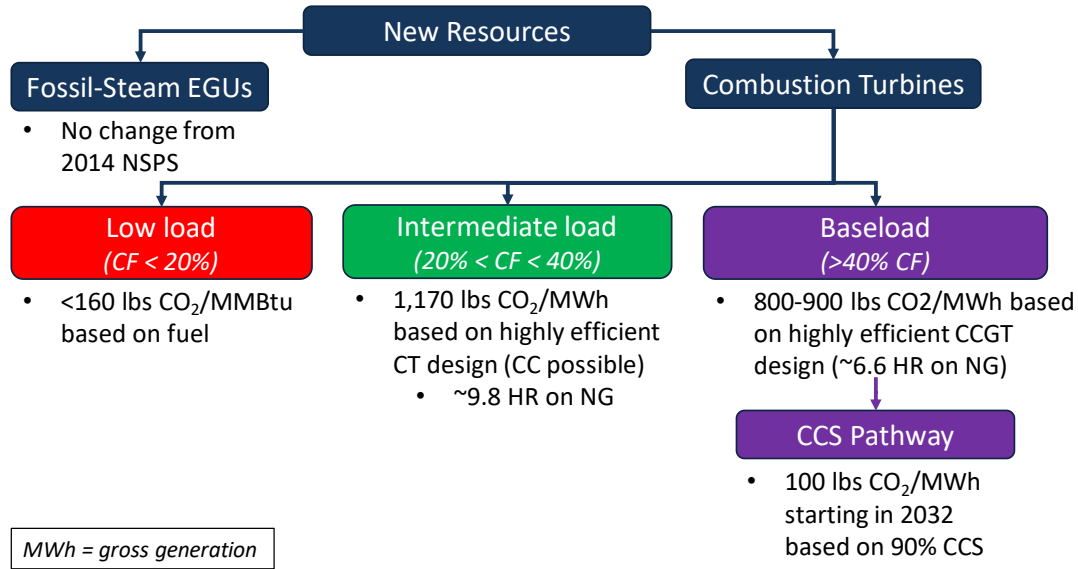 New Resources
Fossil-Steam EGUs
• No change from
2014 NSPS
Combustion Turbines
Low load
(CF < 20%)
• <160 lbs CO₂/MMBtu
based on fuel
Intermediate load
(20% < CF < 40%)
• 1,170 lbs CO₂/MWh
based on highly efficient
CT design (CC possible)
• ~9.8 HR on NG
Baseload
(>40% CF)
• 800-900 lbs CO2/MWh based
on highly efficient CCGT
design (~6.6 HR on NG)
CCS Pathway
• 100 lbs CO₂/MWh
starting in 2032
based on 90% CCS
MWh = gross generation